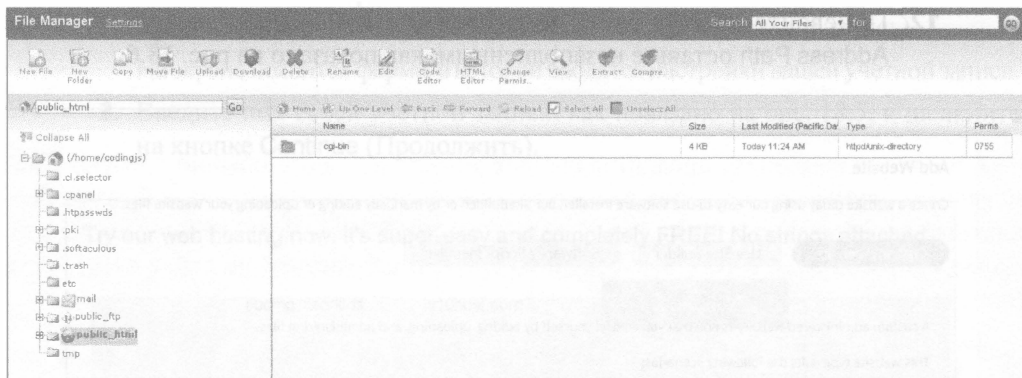 File Manager Settings
Search All Your Files for GO
New File New Folder Copy Move File Upload Download Delete Rename Edit Code Editor HTML Editor Change Permis... View Extract Compre..
/public_html GO
Home Up One Level Back Forward Reload Select All Unselect All
Name Size Last Modified (Pacific Da Type Perms
cgi-bin 4 KB Today 11:24 AM httpd/unix-directory 0755
Collapse All
(/home/codingjs)
.cl.selector
.cpanel
.htpasswds
.pki
.softaculous
.trash
etc
mail
public_ftp
public_html
tmp